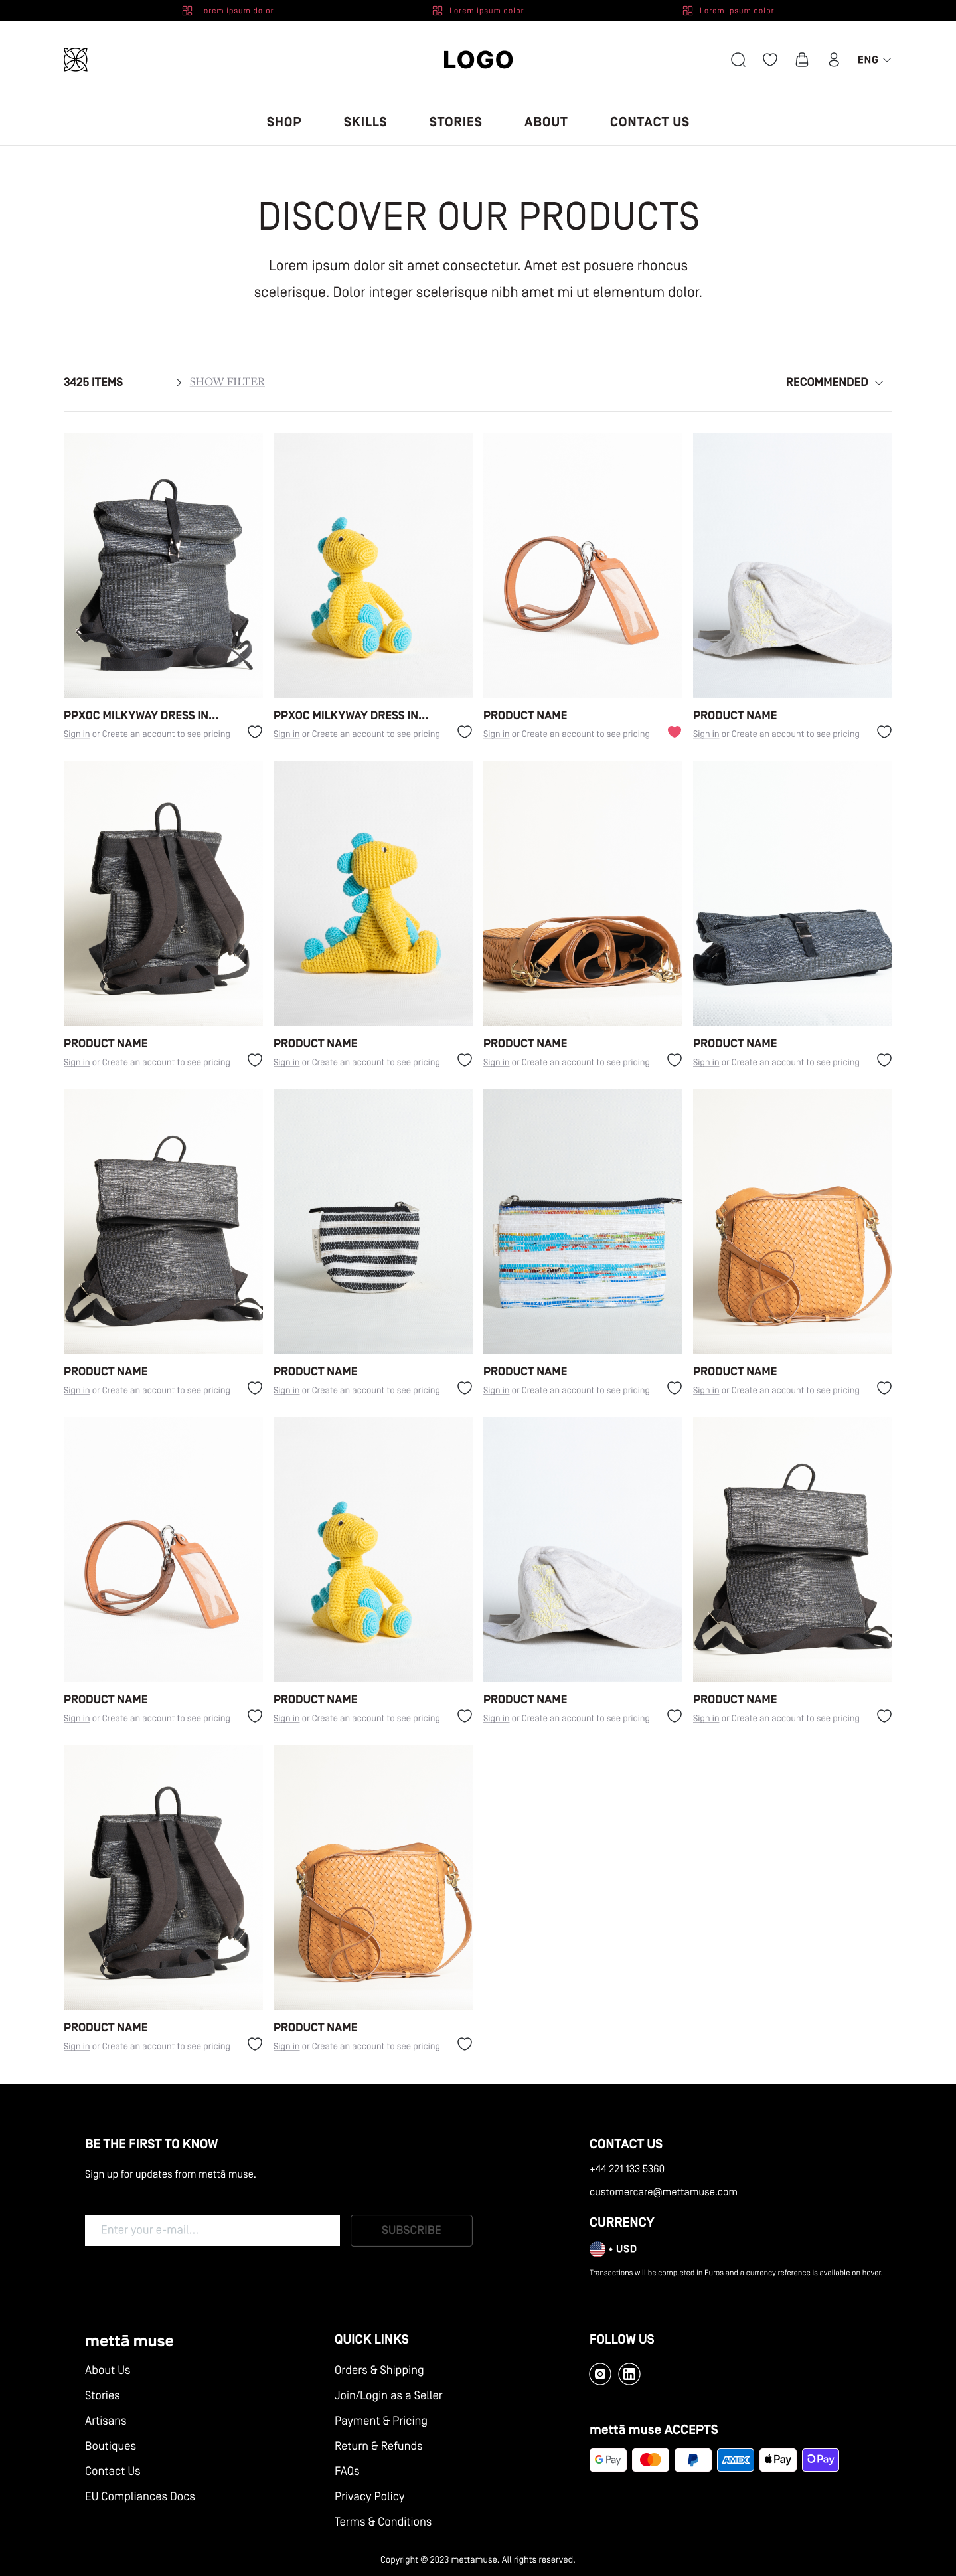 Lorem ipsum dolor
Lorem ipsum dolor
Lorem ipsum dolor
LOGO
ENG
SHOP SKILLS STORIES ABOUT CONTACT US
DISCOVER OUR PRODUCTS
Lorem ipsum dolor sit amet consectetur. Amet est posuere rhoncus
scelerisque. Dolor integer scelerisque nibh amet mi ut elementum dolor.
3425 ITEMS
SHOW FILTER
RECOMMENDED
PPXOC MILKYWAY DRESS IN...
Sign in or Create an account to see pricing
PPXOC MILKYWAY DRESS IN...
Sign in or Create an account to see pricing
PRODUCT NAME
Sign in or Create an account to see pricing
PRODUCT NAME
Sign in or Create an account to see pricing
PRODUCT NAME
Sign in or Create an account to see pricing
PRODUCT NAME
Sign in or Create an account to see pricing
PRODUCT NAME
Sign in or Create an account to see pricing
PRODUCT NAME
Sign in or Create an account to see pricing
PRODUCT NAME
Sign in or Create an account to see pricing
PRODUCT NAME
Sign in or Create an account to see pricing
PRODUCT NAME
Sign in or Create an account to see pricing
PRODUCT NAME
Sign in or Create an account to see pricing
PRODUCT NAME
Sign in or Create an account to see pricing
PRODUCT NAME
Sign in or Create an account to see pricing
PRODUCT NAME
Sign in or Create an account to see pricing
PRODUCT NAME
Sign in or Create an account to see pricing
PRODUCT NAME
Sign in or Create an account to see pricing
PRODUCT NAME
Sign in or Create an account to see pricing
BE THE FIRST TO KNOW
Sign up for updates from mettā muse.
Enter your e-mail...
SUBSCRIBE
CONTACT US
+44 221 133 5360
customercare@mettamuse.com
CURRENCY
USD
Transactions will be completed in Euros and a currency reference is available on hover.
mettā muse
About Us
Stories
Artisans
Boutiques
Contact Us
EU Compliances Docs
QUICK LINKS
Orders & Shipping
Join/Login as a Seller
Payment & Pricing
Return & Refunds
FAQs
Privacy Policy
Terms & Conditions
FOLLOW US
mettā muse ACCEPTS
G Pay
AMEX
Pay
Pay
Copyright © 2023 mettamuse. All rights reserved.